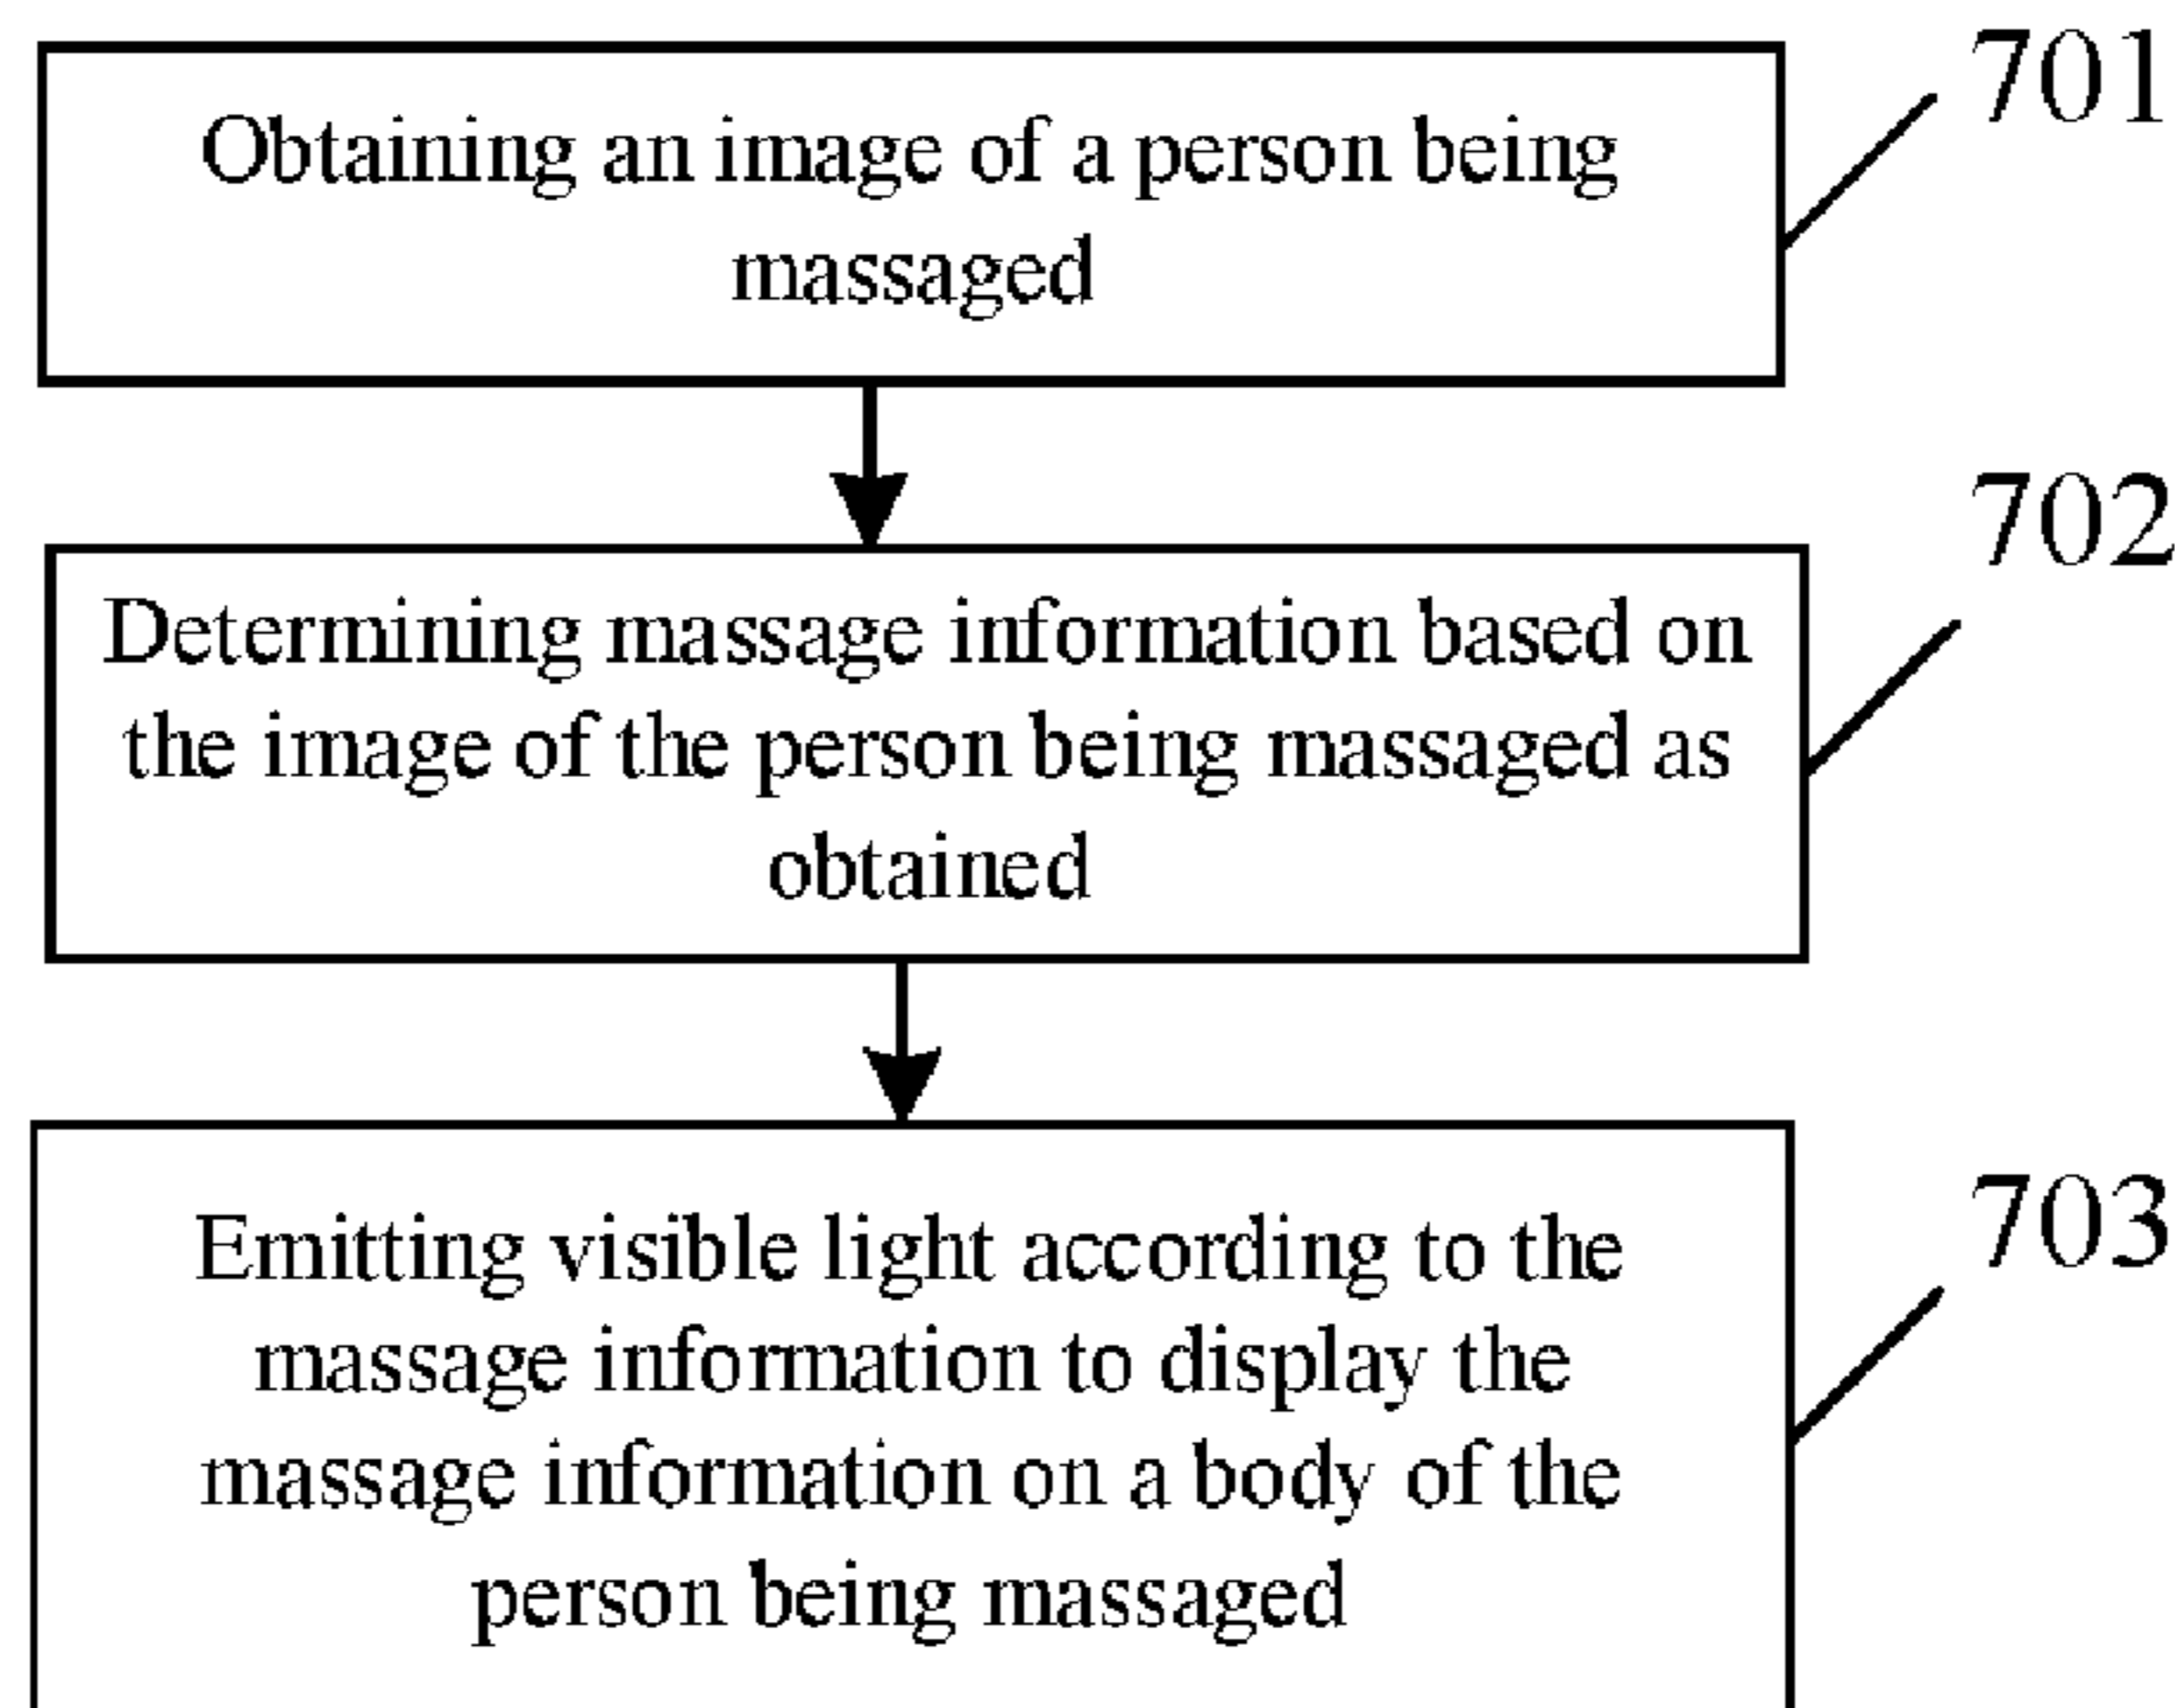 Obtaining an image of a person being
massaged
701
Determining massage information based on
the image of the person being massaged as
obtained
702
Emitting visible light according to the
massage information to display the
massage information on a body of the
person being massaged
703